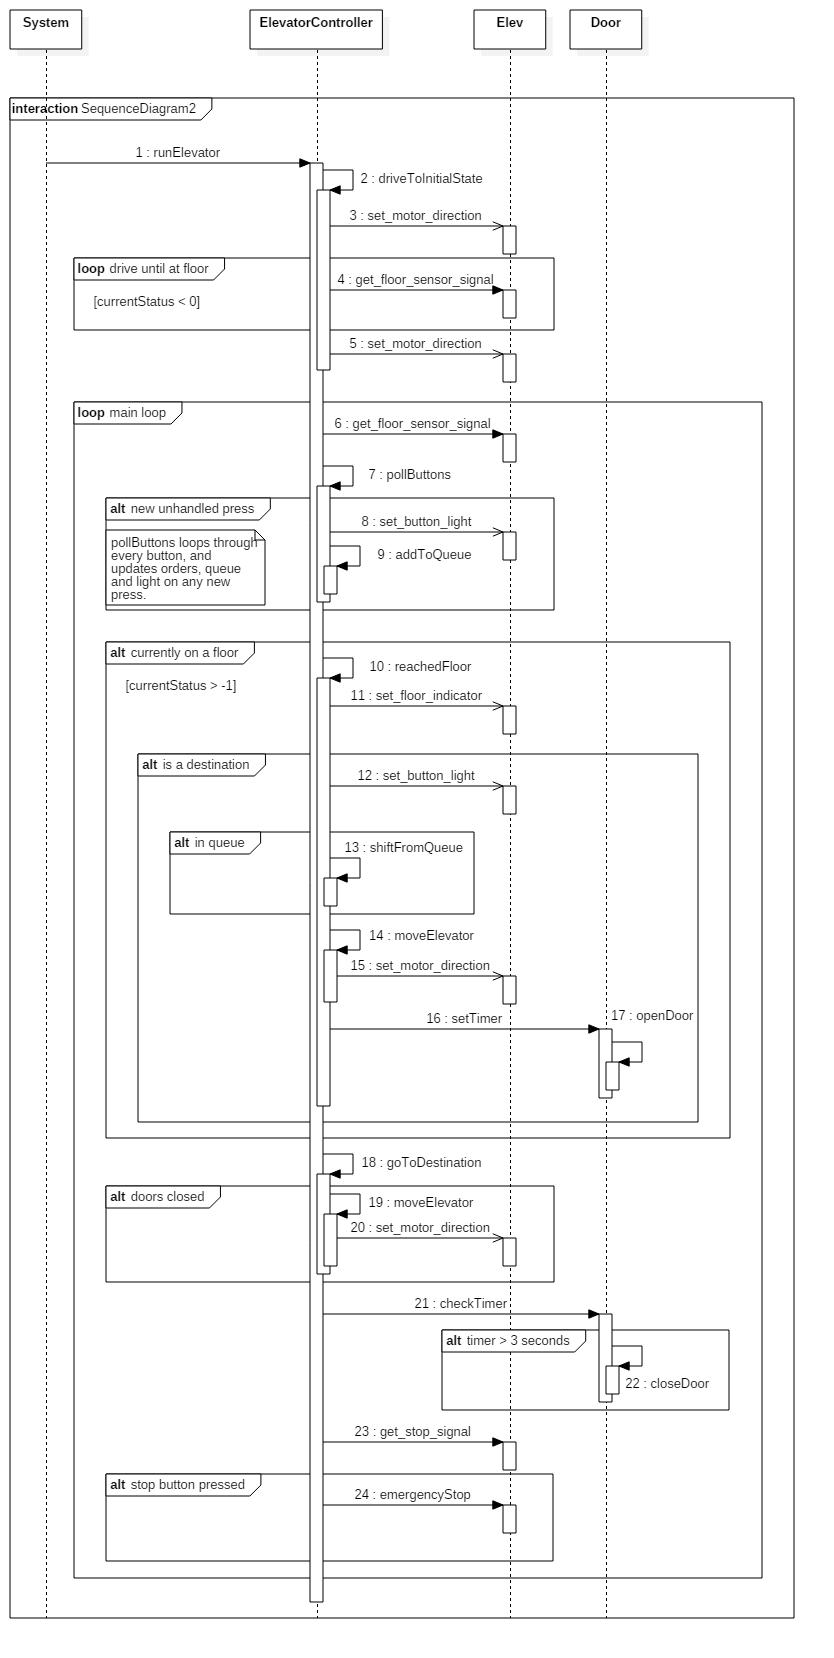 System
ElevatorController
Elev
Door
interaction SequenceDiagram2
1 : runElevator
2 : driveToInitialState
3 : set_motor_direction
loop drive until at floor
4 : get_floor_sensor_signal
[currentStatus < 0]
5 : set_motor_direction
loop main loop
6 : get_floor_sensor_signal
7 : pollButtons
alt new unhandled press
8 : set_button_light
pollButtons loops through
every button, and
updates orders, queue
and light on any new
press.
9 : addToQueue
alt currently on a floor
10 : reachedFloor
[currentStatus > -1]
11 : set_floor_indicator
alt is a destination
12 : set_button_light
alt in queue
13 : shiftFromQueue
14 : moveElevator
15 : set_motor_direction
16 : setTimer
17 : openDoor
18 : goToDestination
alt doors closed
19 : moveElevator
20 : set_motor_direction
21 : checkTimer
alt timer > 3 seconds
22 : closeDoor
23 : get_stop_signal
alt stop button pressed
24 : emergencyStop